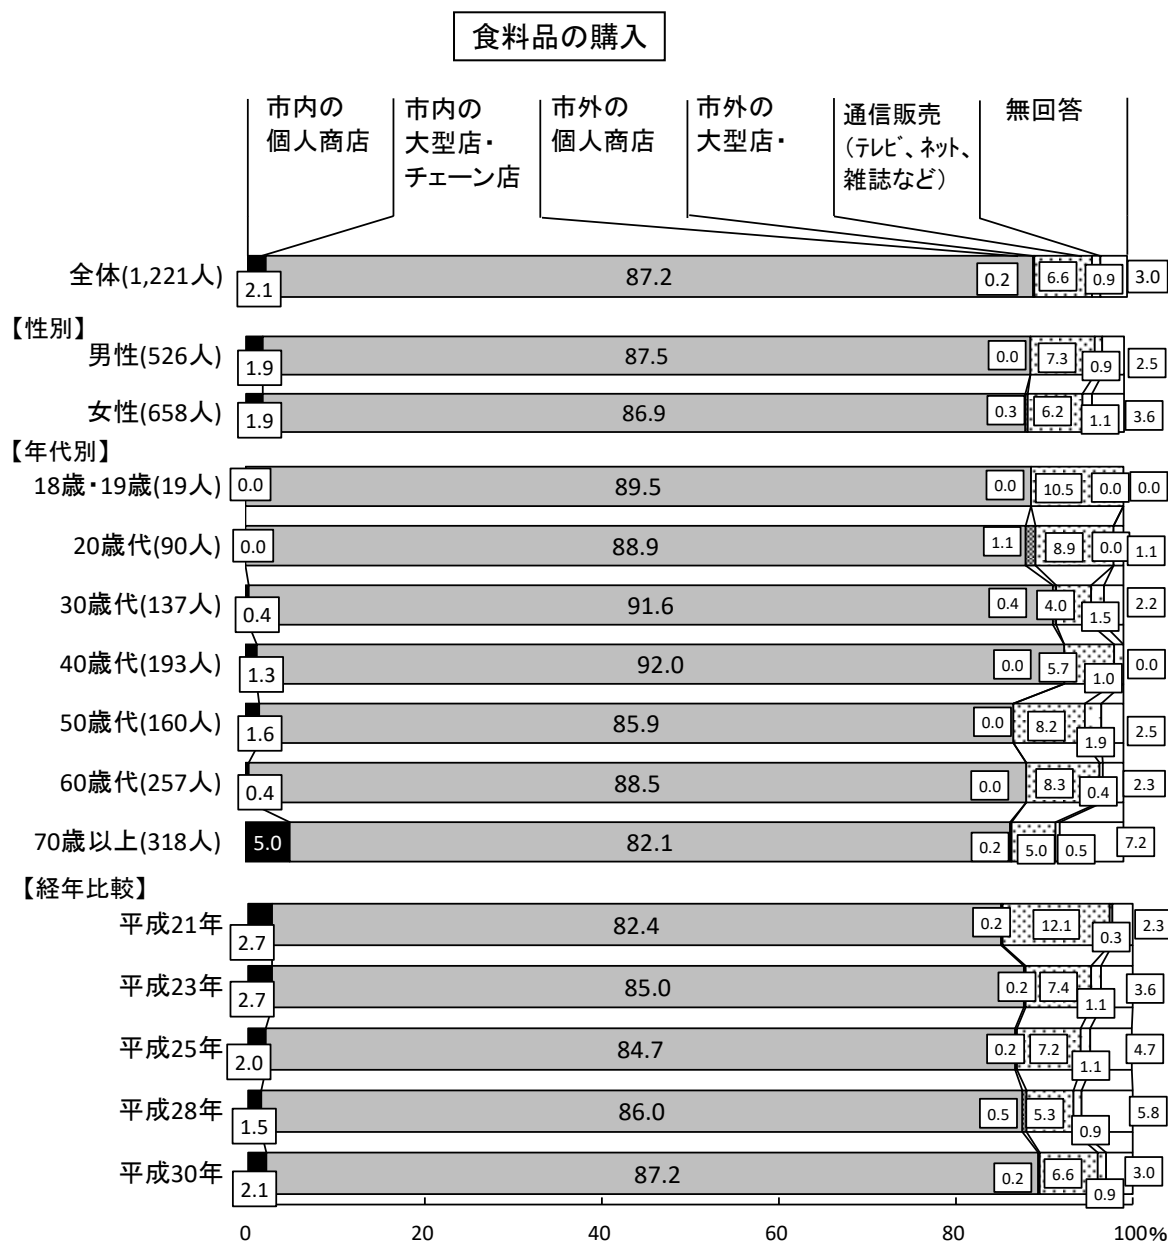 食料品の購入
市内の
個人商店
市内の
大型店・
チェーン店
市外の
個人商店
市外の
大型店・
通信販売
(テレビ、ネット、
雑誌など)
無回答
全体(1,221人) 2.1 87.2 0.2 6.6 0.9 3.0
【性別】
男性(526人) 1.9 87.5 0.0 7.3 0.9 2.5
女性(658人) 1.9 86.9 0.3 6.2 1.1 3.6
【年代別】
18歳・19歳(19人) 0.0 89.5 0.0 10.5 0.0 0.0
20歳代(90人) 0.0 88.9 1.1 8.9 0.0 1.1
30歳代(137人) 0.4 91.6 0.4 4.0 1.5 2.2
40歳代(193人) 1.3 92.0 0.0 5.7 1.0 0.0
50歳代(160人) 1.6 85.9 0.0 8.2 1.9 2.5
60歳代(257人) 0.4 88.5 0.0 8.3 0.4 2.3
70歳以上(318人) 5.0 82.1 0.2 5.0 0.5 7.2
【経年比較】
平成21年 2.7 82.4 0.2 12.1 0.3 2.3
平成23年 2.7 85.0 0.2 7.4 1.1 3.6
平成25年 2.0 84.7 0.2 7.2 1.1 4.7
平成28年 1.5 86.0 0.5 5.3 0.9 5.8
平成30年 2.1 87.2 0.2 6.6 0.9 3.0
0 20 40 60 80 100%